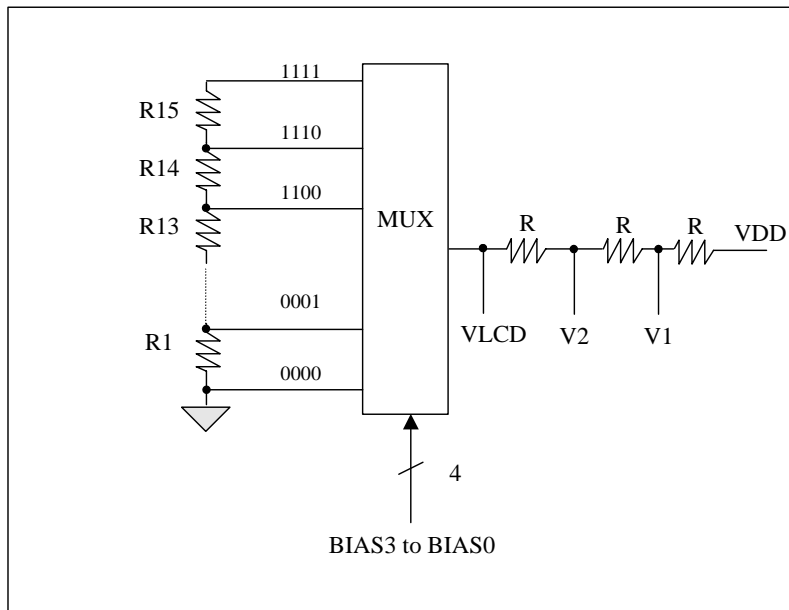 1111
R15
1110
R14
1100
R13
MUX
R
R
R
VDD
0001
R1
VLCD
V2
V1
0000
4
BIAS3 to BIAS0